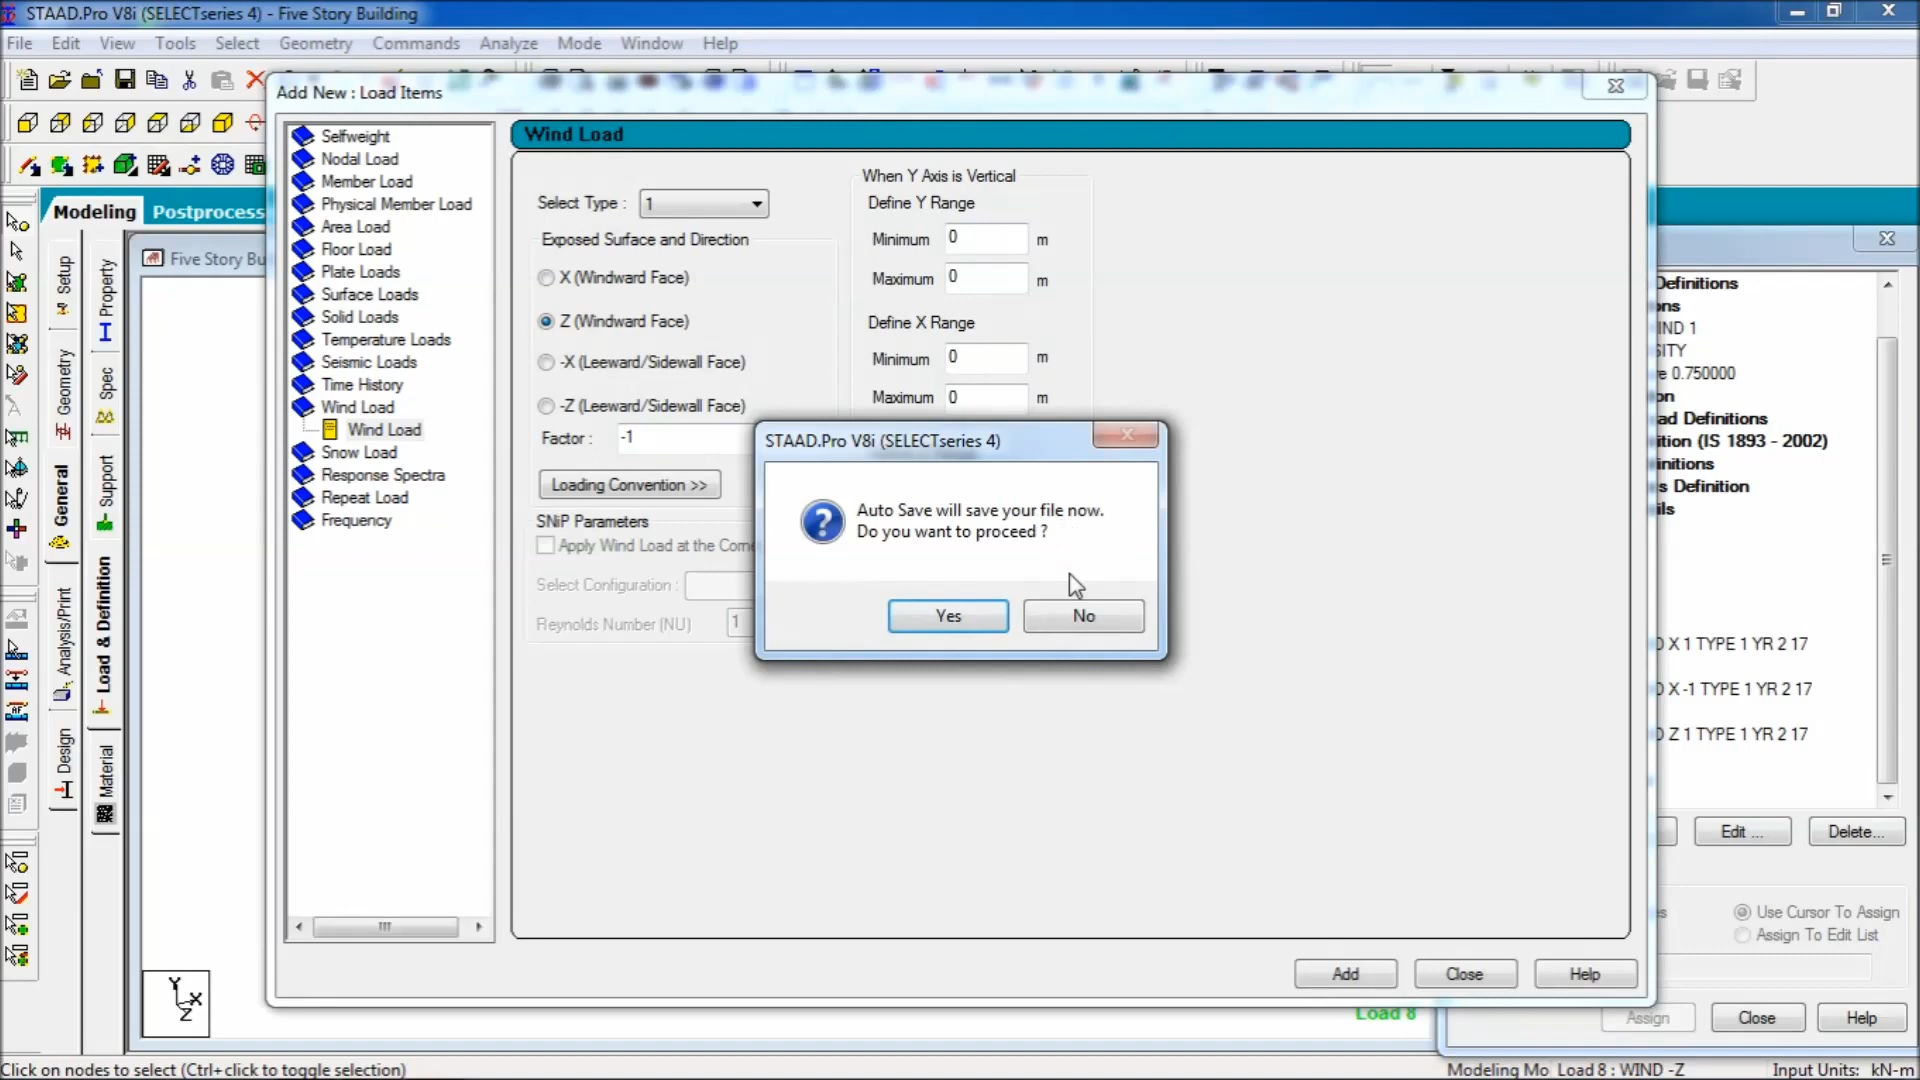 STAAD.Pro V8i (SELECTseries 4) - Five Story Building
File Edit View Tools Select Geometry Commands Analyze Mode Window Help
Add New : Load Items
Modeling
Postprocess
Five Story Bu
Setup
Geometry
General
Analysis/Print
Design
Property
Spec
Support
Load & Definition
Material
Selfweight
Nodal Load
Member Load
Physical Member Load
Area Load
Floor Load
Plate Loads
Surface Loads
Solid Loads
Temperature Loads
Seismic Loads
Time History
Wind Load
Wind Load
Snow Load
Response Spectra
Repeat Load
Frequency
Wind Load
Select Type : 1
Exposed Surface and Direction
X (Windward Face)
Z (Windward Face)
-X (Leeward/Sidewall Face)
-Z (Leeward/Sidewall Face)
Factor : -1
Loading Convention >>
SNiP Parameters
Apply Wind Load at the Corne
Select Configuration :
Reynolds Number (NU) 1
When Y Axis is Vertical
Define Y Range
Minimum 0 m
Maximum 0 m
Define X Range
Minimum 0 m
Maximum 0 m
STAAD.Pro V8i (SELECTseries 4)
Auto Save will save your file now.
Do you want to proceed ?
Yes No
Add Close Help
Definitions
ons
IND 1
SITY
e 0.750000
on
ad Definitions
ition (IS 1893 - 2002)
initions
s Definition
ils
D X 1 TYPE 1 YR 2 17
D X -1 TYPE 1 YR 2 17
D Z 1 TYPE 1 YR 2 17
Edit ... Delete...
es
Use Cursor To Assign
Assign To Edit List
Assign Close Help
Load 8
Y
X
Z
Click on nodes to select (Ctrl+click to toggle selection)
Modeling Mo Load 8 : WIND -Z Input Units: kN-m